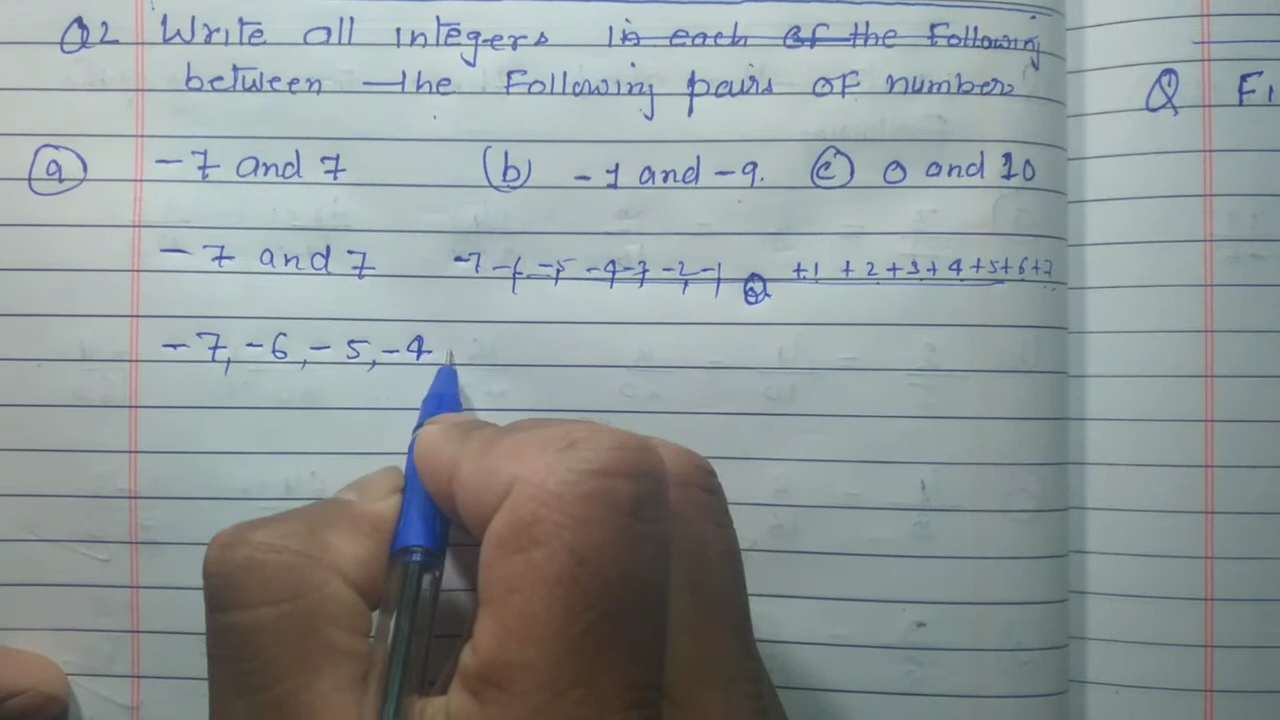 Q2 Write all integers in each of the following
between the following pairs of number
Q Fi
(a) -7 and 7 (b) -1 and -9. (c) 0 and 10
-7 and 7 -7 -6 -5 -4 -3 -2 -1 0 +1 +2 +3 +4 +5 +6 +7
-7, -6, -5, -4